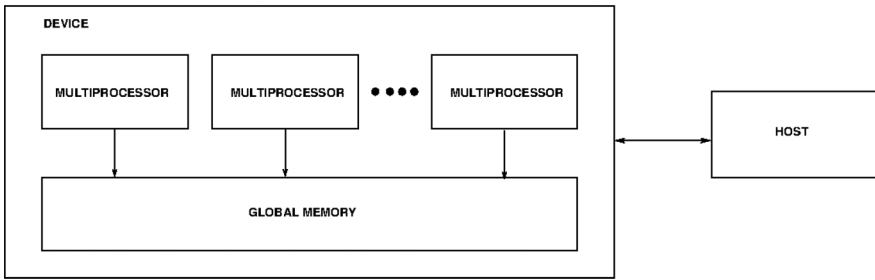 DEVICE
MULTIPROCESSOR
MULTIPROCESSOR
MULTIPROCESSOR
HOST
GLOBAL MEMORY